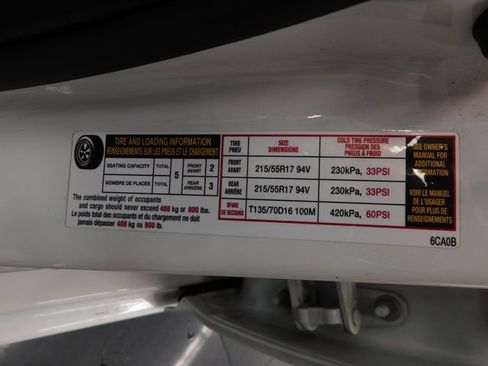 TIRE AND LOADING INFORMATION
RENSEIGNEMENTS SUR LES PNEUS ET LE CHARGEMENT
SEATING CAPACITY
NOMBRE DE PLACES
TOTAL
5
TOTAL
FRONT
AVANT
2
REAR
ARRIÈRE
3
The combined weight of occupants
and cargo should never exceed 408 kg or 900 lbs.
Le poids total des occupants et du chargement ne doit
jamais dépasser 408 kg ou 900 lb.
TIRE
PNEU
SIZE
DIMENSIONS
COLD TIRE PRESSURE
PRESSION DES
PNEUS À FROID
FRONT
AVANT
215/55R17 94V
230kPa, 33PSI
REAR
ARRIÈRE
215/55R17 94V
230kPa, 33PSI
SPARE
DE SECOURS
T135/70D16 100M
420kPa, 60PSI
SEE OWNER'S
MANUAL FOR
ADDITIONAL
INFORMATION
VOIR LE MANUEL
DE L'USAGER
POUR PLUS DE
RENSEIGNEMENTS
6CA0B